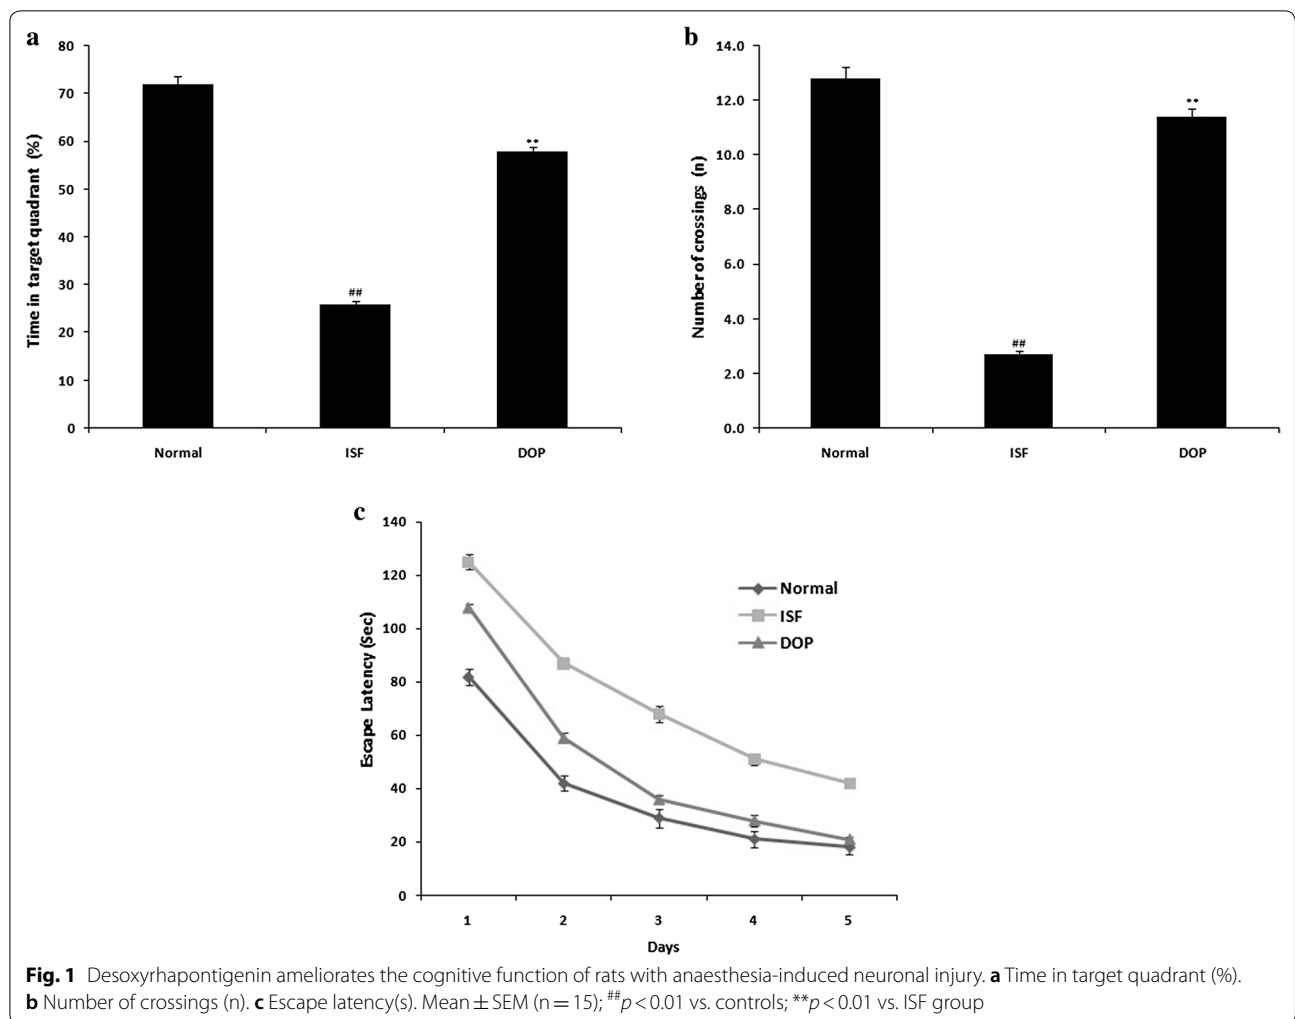 a
80
70
60
50
40
30
20
10
0
Time in target quadrant (%)
##
**
Normal ISF DOP
b
14.0
12.0
10.0
8.0
6.0
4.0
2.0
0.0
Number of crossings (n)
##
**
Normal ISF DOP
c
140
120
100
80
60
40
20
0
Escape Latency (Sec)
Normal
ISF
DOP
1 2 3 4 5
Days
Fig. 1 Desoxyrhapontigenin ameliorates the cognitive function of rats with anaesthesia-induced neuronal injury. a Time in target quadrant (%).
b Number of crossings (n). c Escape latency(s). Mean ± SEM (n = 15); ##p < 0.01 vs. controls; **p < 0.01 vs. ISF group